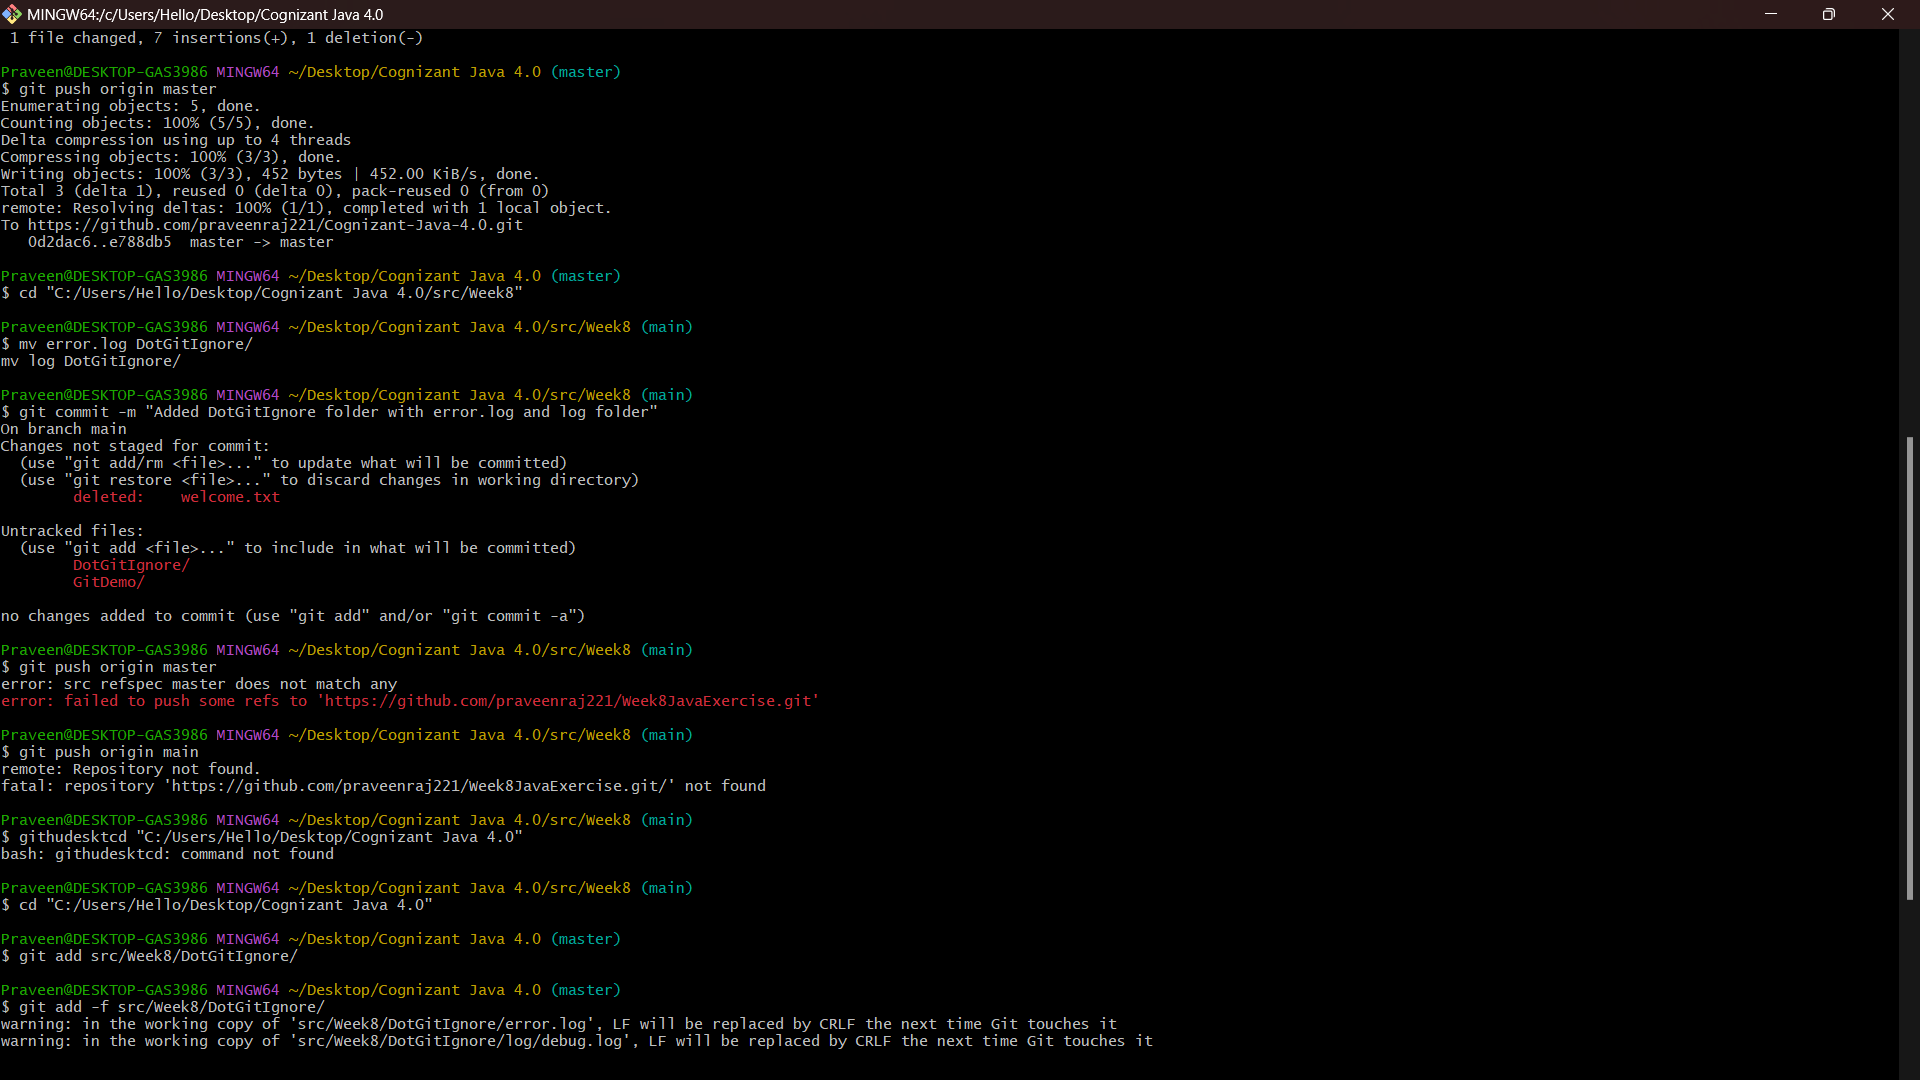 MINGW64:/c/Users/Hello/Desktop/Cognizant Java 4.0
1 file changed, 7 insertions(+), 1 deletion(-)
Praveen@DESKTOP-GAS3986 MINGW64 ~/Desktop/Cognizant Java 4.0 (master)
$ git push origin master
Enumerating objects: 5, done.
Counting objects: 100% (5/5), done.
Delta compression using up to 4 threads
Compressing objects: 100% (3/3), done.
Writing objects: 100% (3/3), 452 bytes | 452.00 KiB/s, done.
Total 3 (delta 1), reused 0 (delta 0), pack-reused 0 (from 0)
remote: Resolving deltas: 100% (1/1), completed with 1 local object.
To https://github.com/praveenraj221/Cognizant-Java-4.0.git
0d2dac6..e788db5  master -> master
Praveen@DESKTOP-GAS3986 MINGW64 ~/Desktop/Cognizant Java 4.0 (master)
$ cd "C:/Users/Hello/Desktop/Cognizant Java 4.0/src/Week8"
Praveen@DESKTOP-GAS3986 MINGW64 ~/Desktop/Cognizant Java 4.0/src/Week8 (main)
$ mv error.log DotGitIgnore/
mv log DotGitIgnore/
Praveen@DESKTOP-GAS3986 MINGW64 ~/Desktop/Cognizant Java 4.0/src/Week8 (main)
$ git commit -m "Added DotGitIgnore folder with error.log and log folder"
On branch main
Changes not staged for commit:
(use "git add/rm <file>..." to update what will be committed)
(use "git restore <file>..." to discard changes in working directory)
deleted:    welcome.txt
Untracked files:
(use "git add <file>..." to include in what will be committed)
DotGitIgnore/
GitDemo/
no changes added to commit (use "git add" and/or "git commit -a")
Praveen@DESKTOP-GAS3986 MINGW64 ~/Desktop/Cognizant Java 4.0/src/Week8 (main)
$ git push origin master
error: src refspec master does not match any
error: failed to push some refs to 'https://github.com/praveenraj221/Week8JavaExercise.git'
Praveen@DESKTOP-GAS3986 MINGW64 ~/Desktop/Cognizant Java 4.0/src/Week8 (main)
$ git push origin main
remote: Repository not found.
fatal: repository 'https://github.com/praveenraj221/Week8JavaExercise.git/' not found
Praveen@DESKTOP-GAS3986 MINGW64 ~/Desktop/Cognizant Java 4.0/src/Week8 (main)
$ githudesktcd "C:/Users/Hello/Desktop/Cognizant Java 4.0"
bash: githudesktcd: command not found
Praveen@DESKTOP-GAS3986 MINGW64 ~/Desktop/Cognizant Java 4.0/src/Week8 (main)
$ cd "C:/Users/Hello/Desktop/Cognizant Java 4.0"
Praveen@DESKTOP-GAS3986 MINGW64 ~/Desktop/Cognizant Java 4.0 (master)
$ git add src/Week8/DotGitIgnore/
Praveen@DESKTOP-GAS3986 MINGW64 ~/Desktop/Cognizant Java 4.0 (master)
$ git add -f src/Week8/DotGitIgnore/
warning: in the working copy of 'src/Week8/DotGitIgnore/error.log', LF will be replaced by CRLF the next time Git touches it
warning: in the working copy of 'src/Week8/DotGitIgnore/log/debug.log', LF will be replaced by CRLF the next time Git touches it